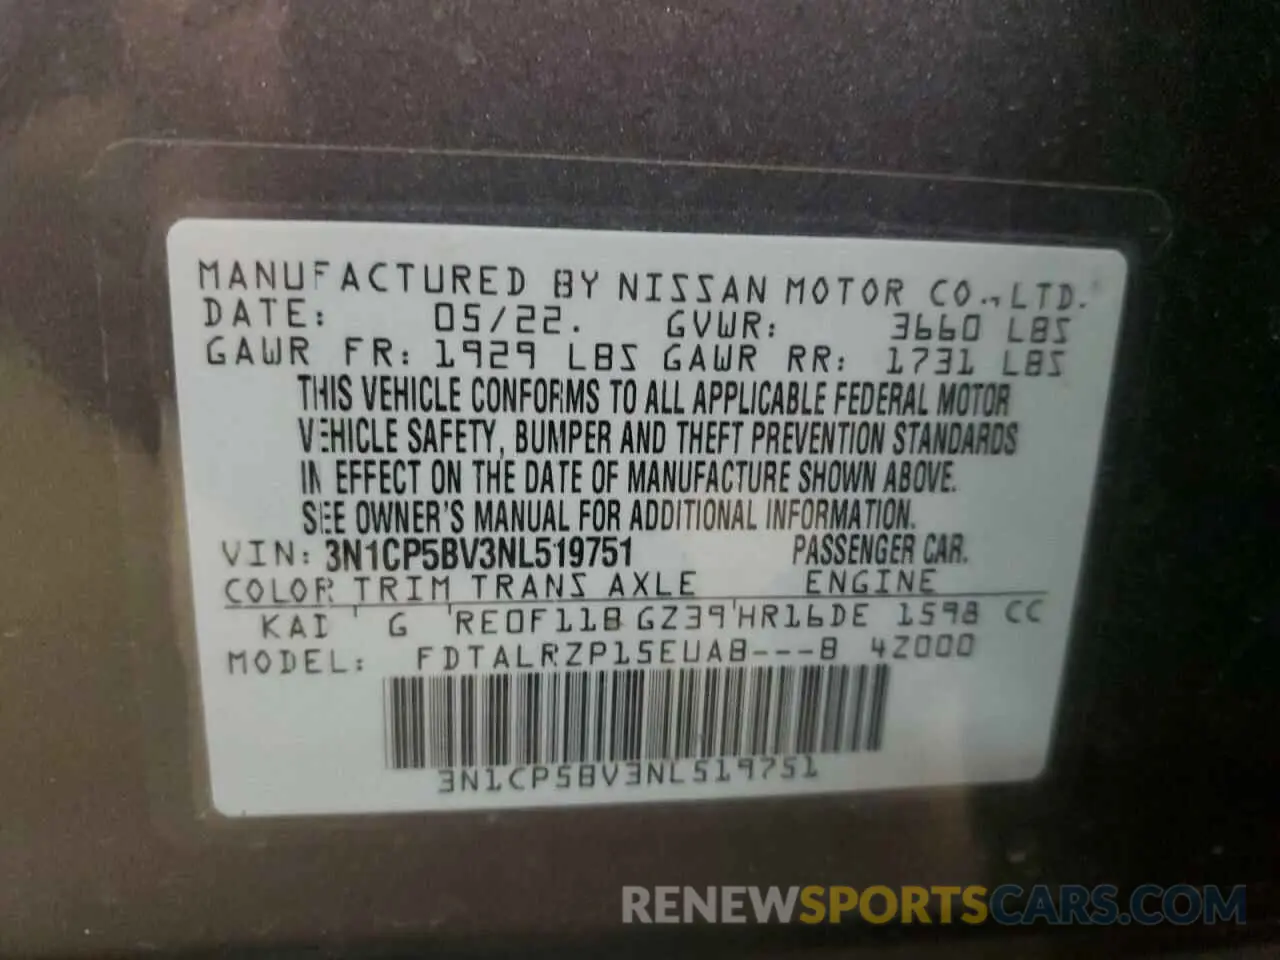 MANUFACTURED BY NISSAN MOTOR CO.,LTD.
DATE: 05/22. GVWR: 3660 LBS
GAWR FR: 1929 LBS GAWR RR: 1731 LBS
THIS VEHICLE CONFORMS TO ALL APPLICABLE FEDERAL MOTOR
VEHICLE SAFETY, BUMPER AND THEFT PREVENTION STANDARDS
IN EFFECT ON THE DATE OF MANUFACTURE SHOWN ABOVE.
SEE OWNER'S MANUAL FOR ADDITIONAL INFORMATION.
VIN: 3N1CP5BV3NL519751 PASSENGER CAR.
COLOR TRIM TRANS AXLE ENGINE
KAD G RE0F11B GZ39 HR16DE 1598 CC
MODEL: FDTALRZP15EUAB---B 4Z000
3N1CP5BV3NL519751
RENEWSPORTSCARS.COM